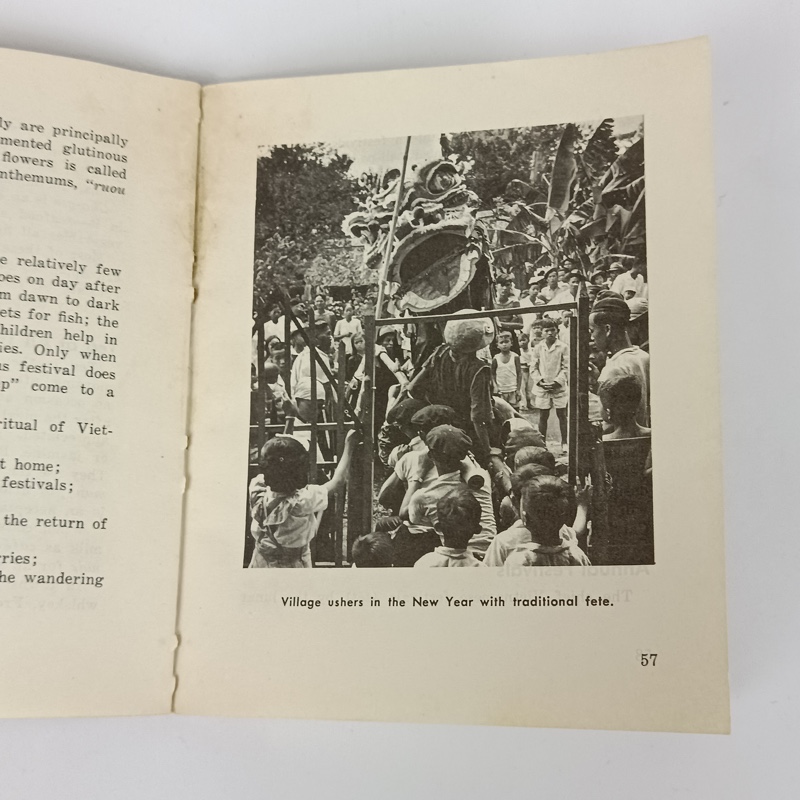 ly are principally
mented glutinous
flowers is called
nthemums, "ruou
e relatively few
oes on day after
m dawn to dark
ets for fish; the
hildren help in
ies. Only when
us festival does
p" come to a
ritual of Viet-
t home;
festivals;
the return of
rries;
he wandering
Village ushers in the New Year with traditional fete.
57